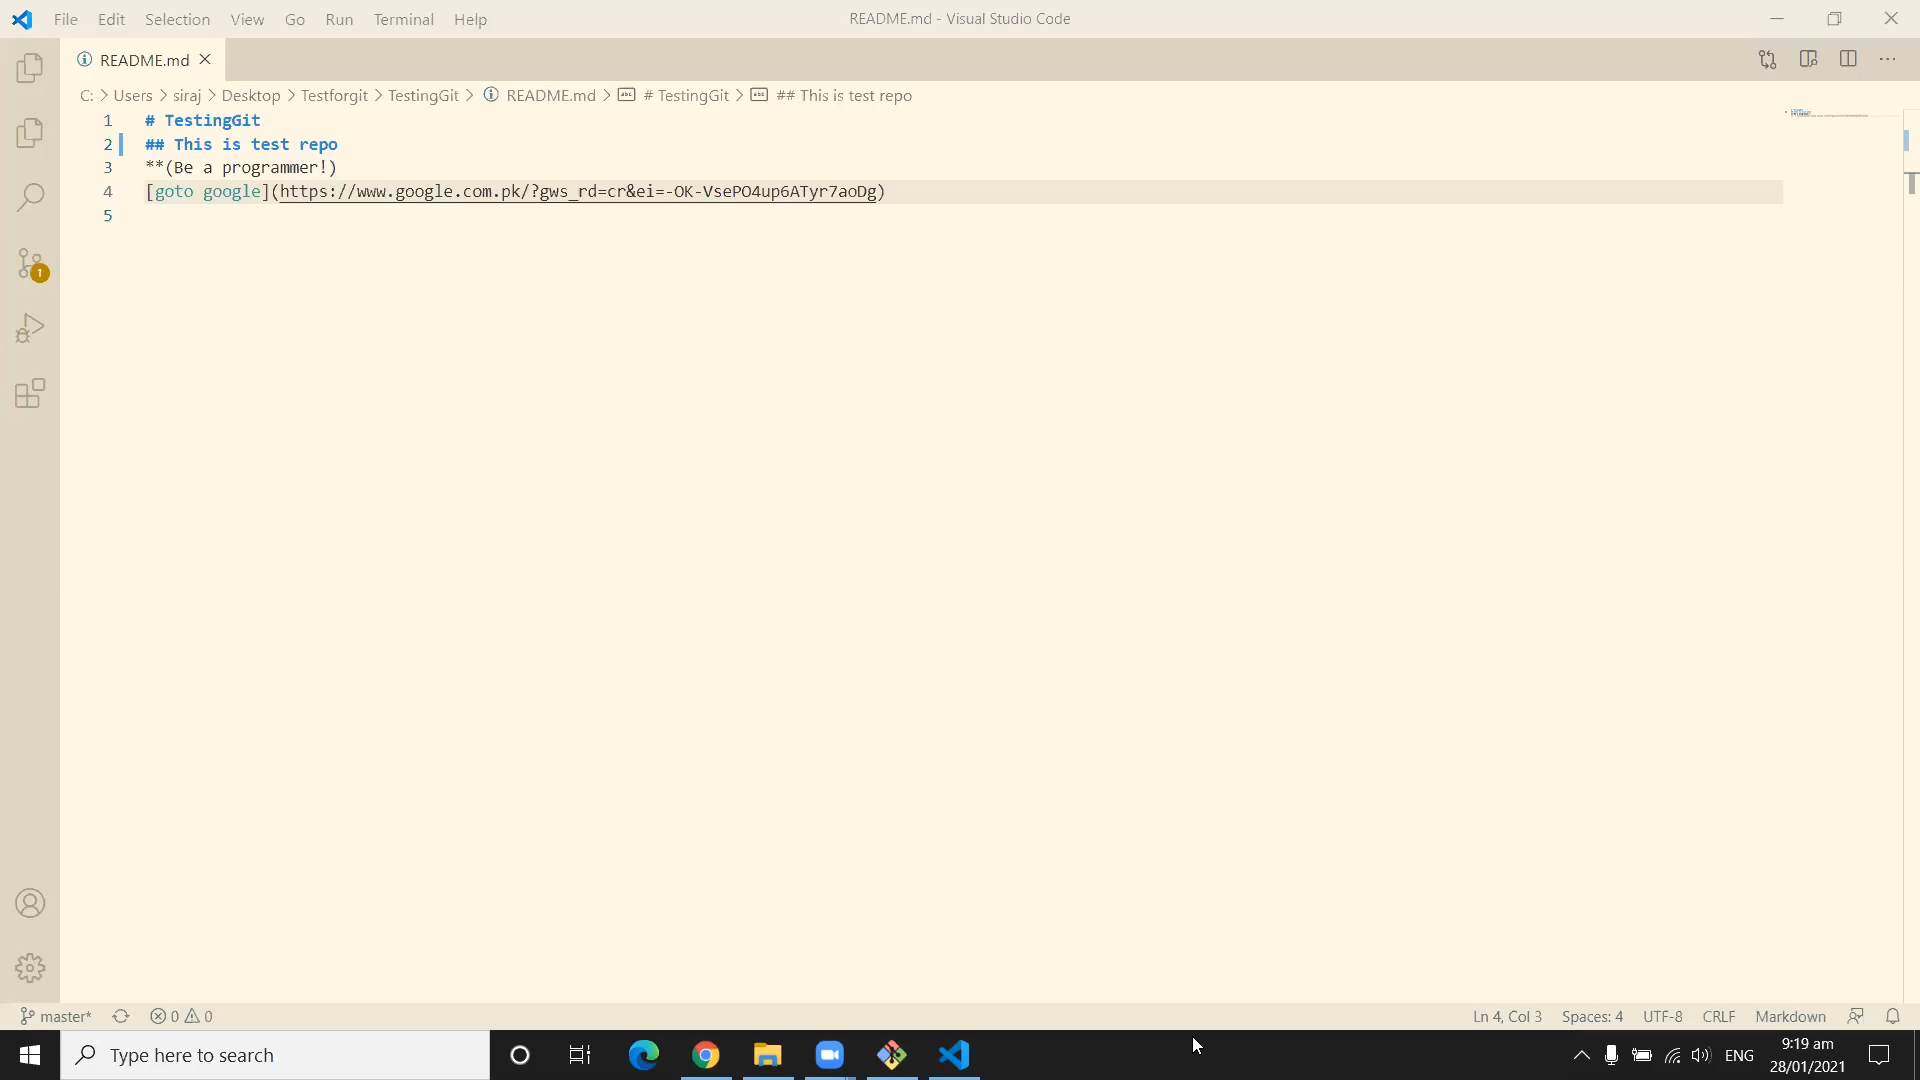 File Edit Selection View Go Run Terminal Help README.md - Visual Studio Code
README.md
C: > Users > siraj > Desktop > Testforgit > TestingGit > README.md > # TestingGit > ## This is test repo
1 # TestingGit
2 ## This is test repo
3 **(Be a programmer!)
4 [goto google](https://www.google.com.pk/?gws_rd=cr&ei=-OK-VsePO4up6ATyr7aoDg)
5
1
master* 0 0 Ln 4, Col 3 Spaces: 4 UTF-8 CRLF Markdown
Type here to search ENG 9:19 am
28/01/2021